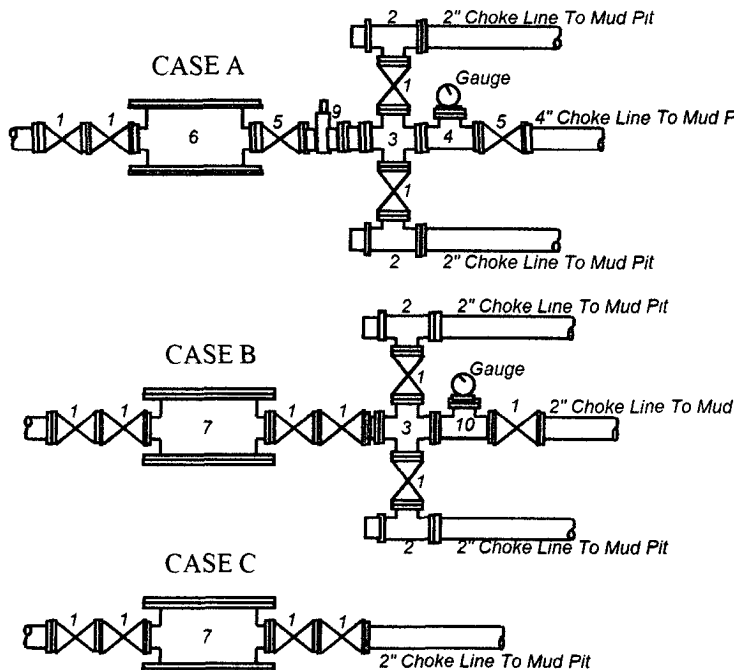 2
2" Choke Line To Mud Pit
CASE A
Gauge
1
1 1 5 9 4" Choke Line To Mud P
6 3 4 5
1
2 2" Choke Line To Mud Pit
2 2" Choke Line To Mud Pit
CASE B
Gauge
1
1 1 1 1 1 2" Choke Line To Mud
7 3 10
1
2 2" Choke Line To Mud Pit
CASE C
1 1 1 1
7
2" Choke Line To Mud Pit